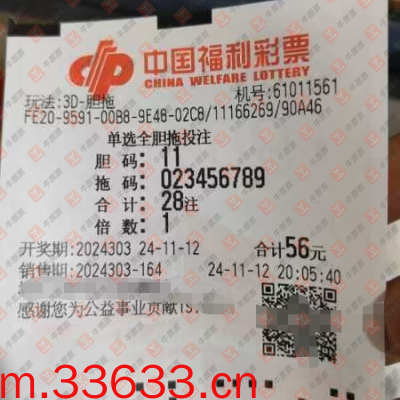 中国福利彩票
CHINA WELFARE LOTTERY
玩法:3D-胆拖 机号:61011561
FE20-9591-00B8-9E48-02C8/11166269/90A46
单选全胆拖投注
胆 码: 11
拖 码: 023456789
合 计: 28注
倍 数: 1
开奖期:2024303 24-11-12 合计56元
销售期:2024303-164 24-11-12 20:05:40
感谢您为公益事业贡献
m.33633.cn